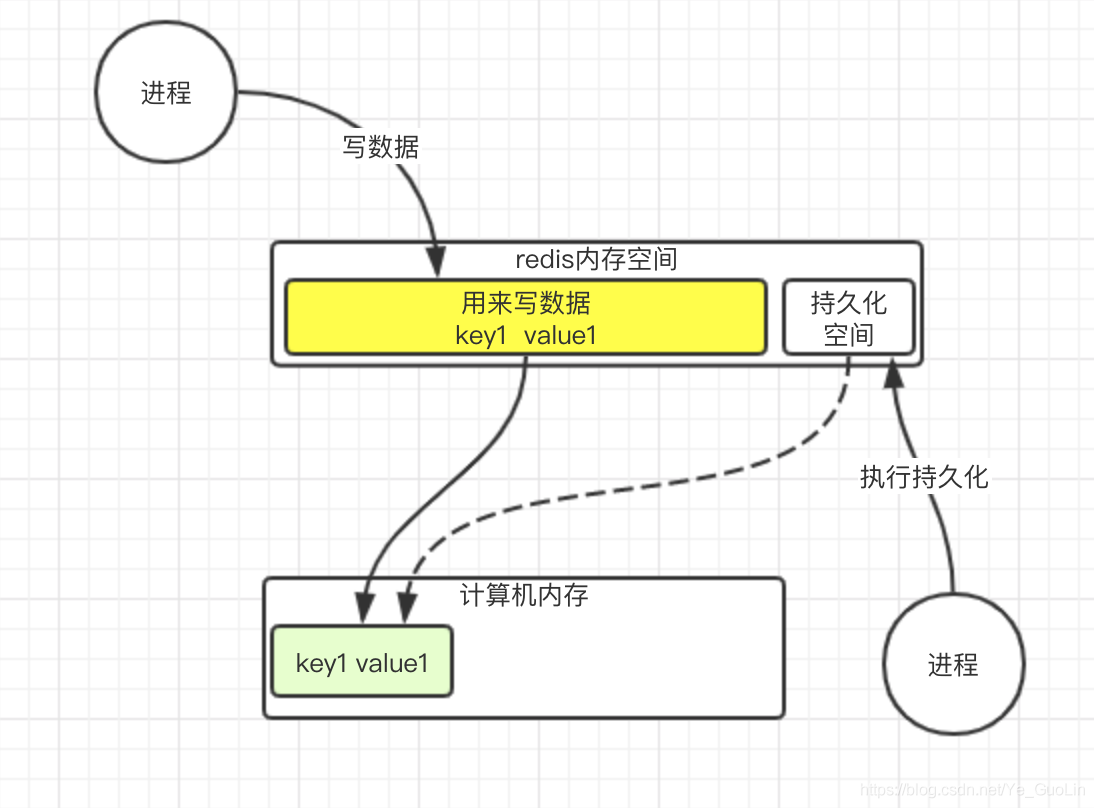 进程
写数据
redis内存空间
用来写数据
key1 value1
持久化
空间
执行持久化
计算机内存
key1 value1
进程
https://blog.csdn.net/Ye_GuoLin